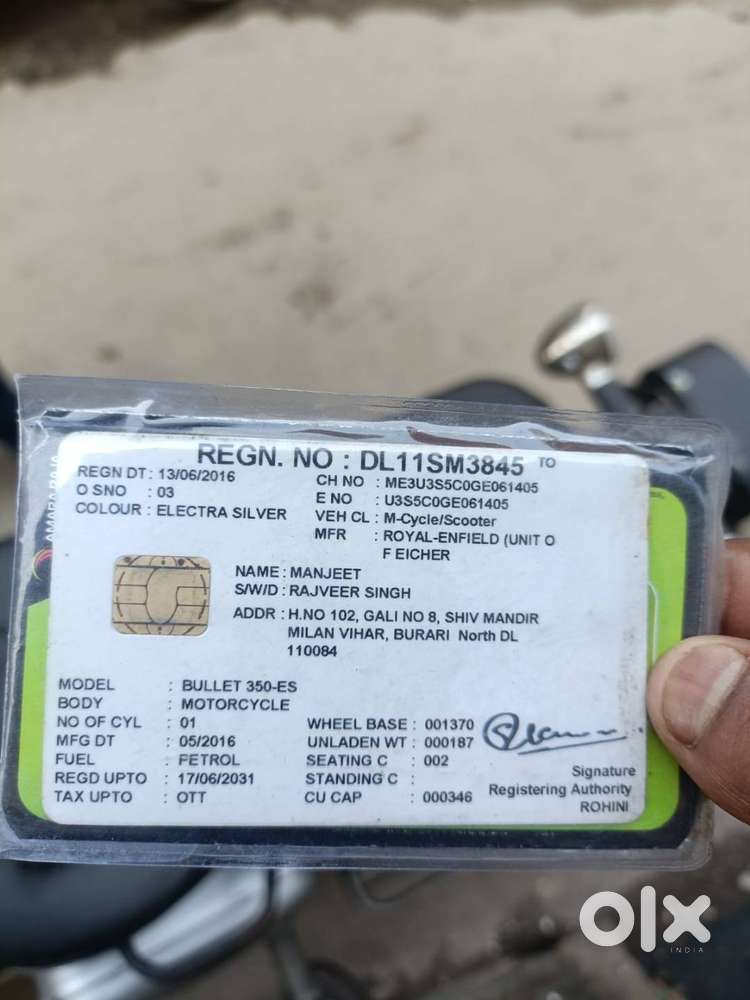 REGN. NO : DL11SM3845 TO
REGN DT : 13/06/2016
CH NO : ME3U3S5C0GE061405
O SNO : 03
E NO : U3S5C0GE061405
COLOUR : ELECTRA SILVER
VEH CL : M-Cycle/Scooter
MFR : ROYAL-ENFIELD (UNIT O
F EICHER
NAME : MANJEET
S/W/D : RAJVEER SINGH
ADDR : H.NO 102, GALI NO 8, SHIV MANDIR
MILAN VIHAR, BURARI North DL
110084
MODEL : BULLET 350-ES
BODY : MOTORCYCLE
NO OF CYL : 01
WHEEL BASE : 001370
MFG DT : 05/2016
UNLADEN WT : 000187
FUEL : PETROL
SEATING C : 002
REGD UPTO : 17/06/2031
STANDING C :
TAX UPTO : OTT
CU CAP : 000346
Signature
Registering Authority
ROHINI
AMARA RAJA
olx
INDIA